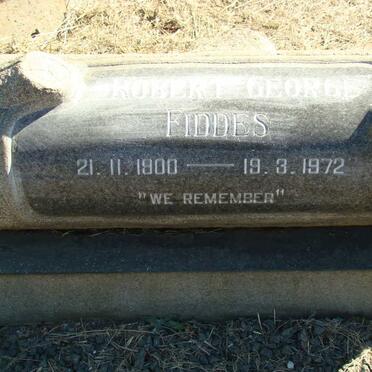 ROBERT GEORGE
FIDDES
21. 11. 1900 — 19. 3. 1972
"WE REMEMBER"